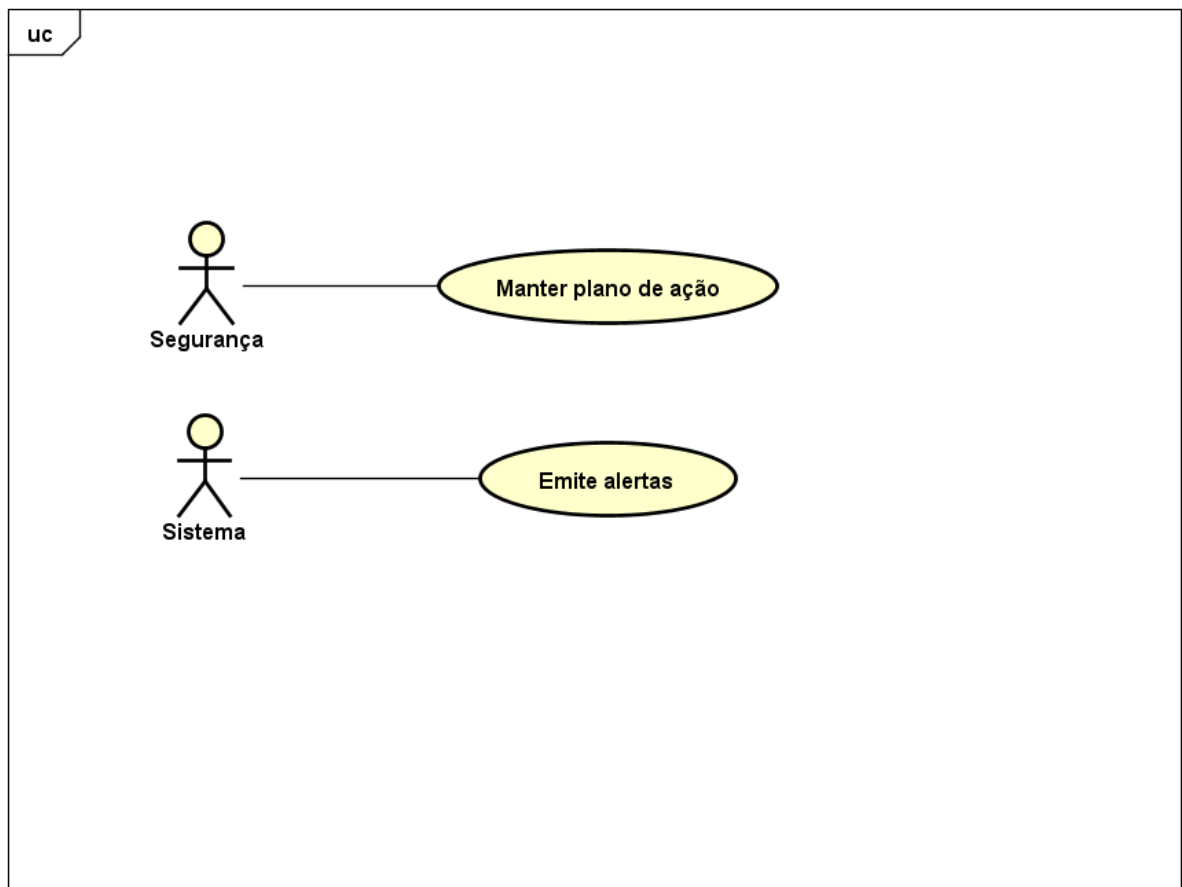 uc
Manter plano de ação
Segurança
Emite alertas
Sistema